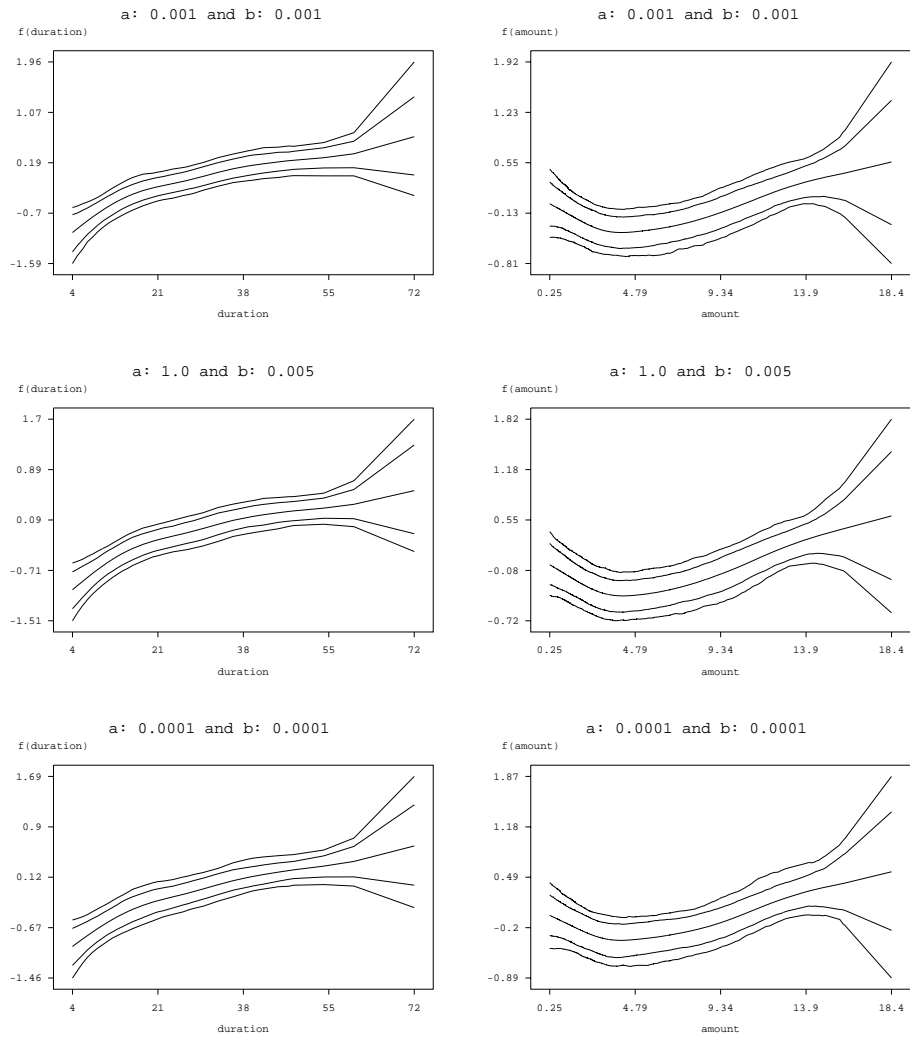 a: 0.001 and b: 0.001
f(duration)
1.96
1.07
0.19
-0.7
-1.59
4 21 38 55 72
duration
a: 0.001 and b: 0.001
f(amount)
1.92
1.23
0.55
-0.13
-0.81
0.25 4.79 9.34 13.9 18.4
amount
a: 1.0 and b: 0.005
f(duration)
1.7
0.89
0.09
-0.71
-1.51
4 21 38 55 72
duration
a: 1.0 and b: 0.005
f(amount)
1.82
1.18
0.55
-0.08
-0.72
0.25 4.79 9.34 13.9 18.4
amount
a: 0.0001 and b: 0.0001
f(duration)
1.69
0.9
0.12
-0.67
-1.46
4 21 38 55 72
duration
a: 0.0001 and b: 0.0001
f(amount)
1.87
1.18
0.49
-0.2
-0.89
0.25 4.79 9.34 13.9 18.4
amount